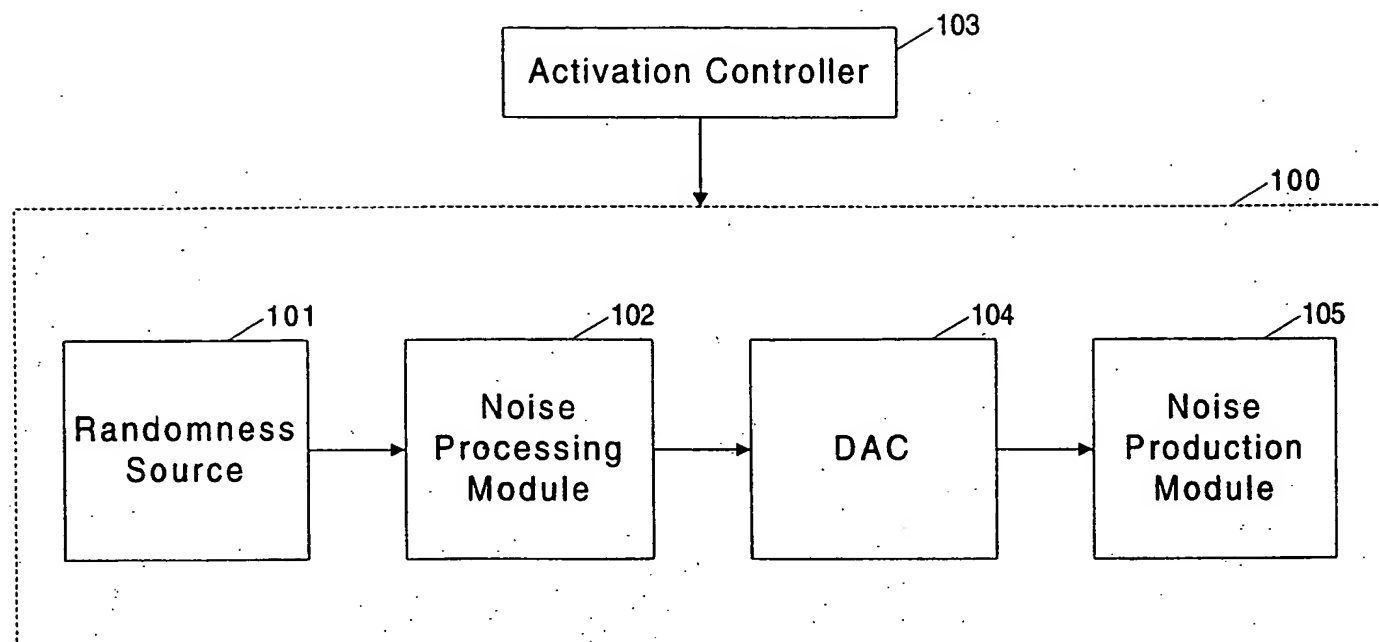 103
Activation Controller
100
101
102
104
105
Randomness
Source
Noise
Processing
Module
DAC
Noise
Production
Module